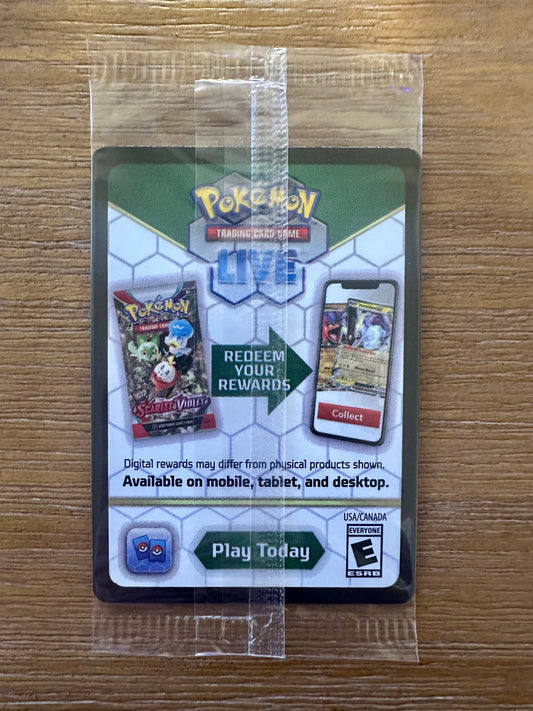 POKéMON
TRADING CARD GAME
LIVE
POKéMON
TRADING CARD
SCARLET & VIOLET
REDEEM
YOUR
REWARDS
Collect
Digital rewards may differ from physical products shown.
Available on mobile, tablet, and desktop.
Play Today
USA/CANADA
EVERYONE
E
ESRB